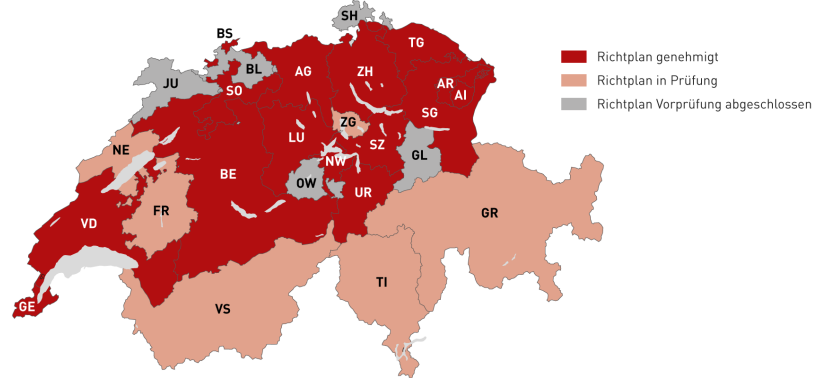 SH
BS
TG
Richtplan genehmigt
BL
AG
ZH
JU
AR
Richtplan in Prüfung
SO
AI
Richtplan Vorprüfung abgeschlossen
SG
ZG
LU
SZ
NE
GL
NW
BE
OW
UR
FR
GR
VD
TI
GE
VS